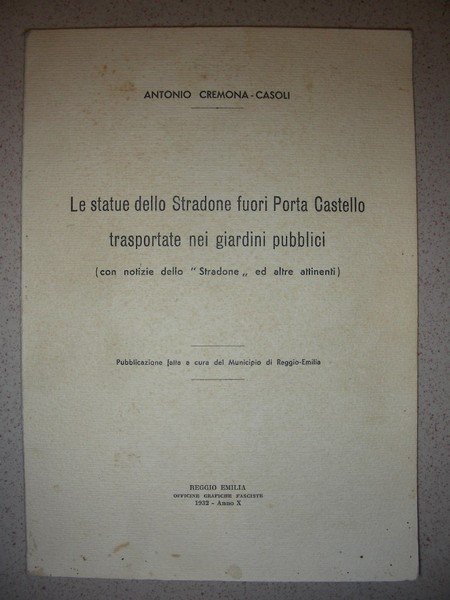 ANTONIO CREMONA-CASOLI
Le statue dello Stradone fuori Porta Castello
trasportate nei giardini pubblici
(con notizie dello "Stradone„ ed altre attinenti)
Pubblicazione fatta a cura del Municipio di Reggio-Emilia
REGGIO EMILIA
OFFICINE GRAFICHE FASCISTE
1932 - Anno X